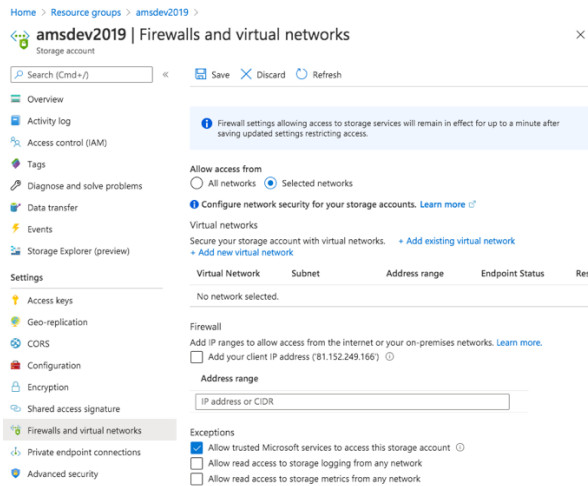 Home > Resource groups > amsdev2019 >
amsdev2019 | Firewalls and virtual networks
Storage account
Search (Cmd+/)
Overview
Activity log
Access control (IAM)
Tags
Diagnose and solve problems
Data transfer
Events
Storage Explorer (preview)
Settings
Access keys
Geo-replication
CORS
Configuration
Encryption
Shared access signature
Firewalls and virtual networks
Private endpoint connections
Advanced security
Save Discard Refresh
Firewall settings allowing access to storage services will remain in effect for up to a minute after
saving updated settings restricting access.
Allow access from
All networks Selected networks
Configure network security for your storage accounts. Learn more
Virtual networks
Secure your storage account with virtual networks. + Add existing virtual network
+ Add new virtual network
Virtual Network Subnet Address range Endpoint Status Res
No network selected.
Firewall
Add IP ranges to allow access from the internet or your on-premises networks. Learn more.
Add your client IP address ('81.152.249.166')
Address range
IP address or CIDR
Exceptions
Allow trusted Microsoft services to access this storage account
Allow read access to storage logging from any network
Allow read access to storage metrics from any network